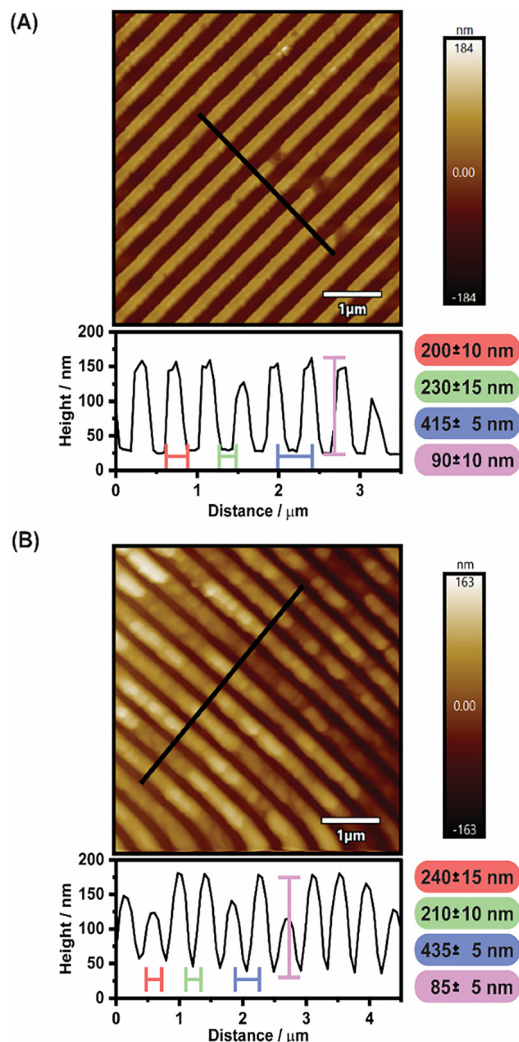 (A)
nm
184
0.00
-184
1μm
200
150
100
50
0
Height / nm
0 1 2 3
Distance / μm
200±10 nm
230±15 nm
415± 5 nm
90±10 nm
(B)
nm
163
0.00
-163
1μm
200
150
100
50
0
Height / nm
0 1 2 3 4
Distance / μm
240±15 nm
210±10 nm
435± 5 nm
85± 5 nm